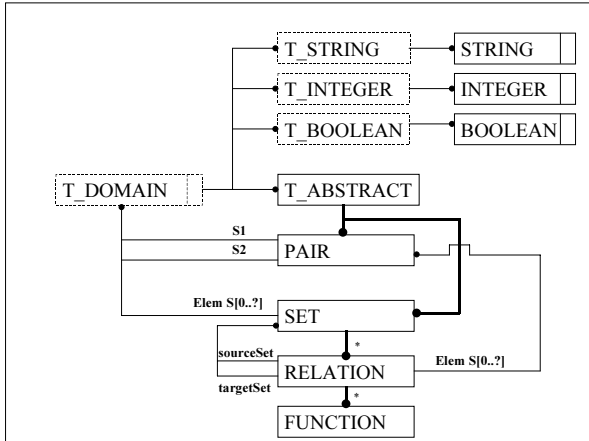 T_STRING STRING
T_INTEGER INTEGER
T_BOOLEAN BOOLEAN
T_DOMAIN T_ABSTRACT
S1
S2
PAIR
Elem S[0..?]
SET
*
sourceSet
RELATION
Elem S[0..?]
targetSet
*
FUNCTION